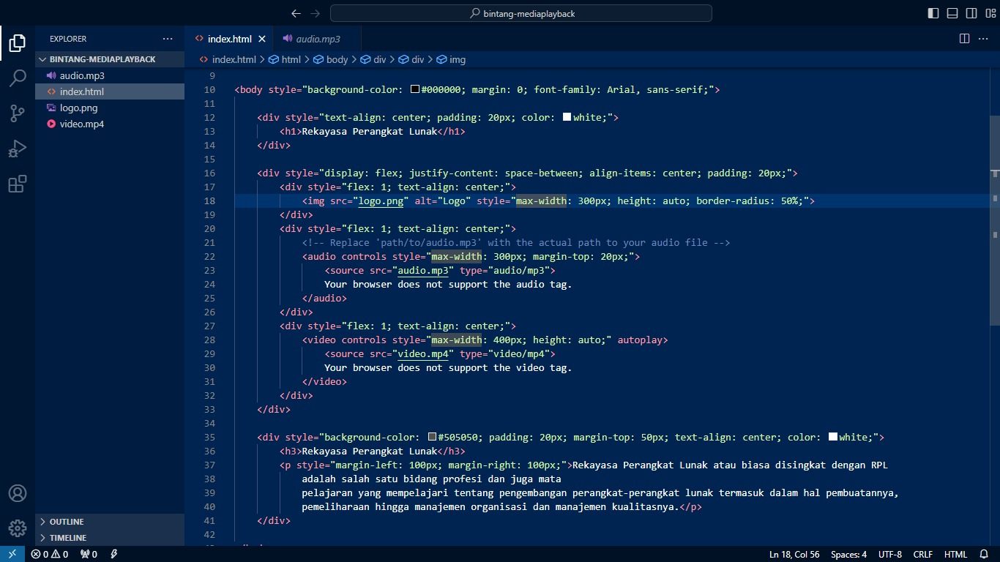 bintang-mediaplayback
EXPLORER
BINTANG-MEDIAPLAYBACK
audio.mp3
index.html
logo.png
video.mp4
OUTLINE
TIMELINE
index.html
audio.mp3
index.html > html > body > div > div > img
9
10 <body style="background-color: #000000; margin: 0; font-family: Arial, sans-serif;">
11
12 <div style="text-align: center; padding: 20px; color: white;">
13 <h1>Rekayasa Perangkat Lunak</h1>
14 </div>
15
16 <div style="display: flex; justify-content: space-between; align-items: center; padding: 20px;">
17 <div style="flex: 1; text-align: center;">
18 <img src="logo.png" alt="Logo" style="max-width: 300px; height: auto; border-radius: 50%;">
19 </div>
20 <div style="flex: 1; text-align: center;">
21 <!-- Replace 'path/to/audio.mp3' with the actual path to your audio file -->
22 <audio controls style="max-width: 300px; margin-top: 20px;">
23 <source src="audio.mp3" type="audio/mp3">
24 Your browser does not support the audio tag.
25 </audio>
26 </div>
27 <div style="flex: 1; text-align: center;">
28 <video controls style="max-width: 400px; height: auto;" autoplay>
29 <source src="video.mp4" type="video/mp4">
30 Your browser does not support the video tag.
31 </video>
32 </div>
33 </div>
34
35 <div style="background-color: #505050; padding: 20px; margin-top: 50px; text-align: center; color: white;">
36 <h3>Rekayasa Perangkat Lunak</h3>
37 <p style="margin-left: 100px; margin-right: 100px;">Rekayasa Perangkat Lunak atau biasa disingkat dengan RPL
38 adalah salah satu bidang profesi dan juga mata
39 pelajaran yang mempelajari tentang pengembangan perangkat-perangkat lunak termasuk dalam hal pembuatannya,
40 pemeliharaan hingga manajemen organisasi dan manajemen kualitasnya.</p>
41 </div>
42
0 0 0
Ln 18, Col 56 Spaces: 4 UTF-8 CRLF HTML